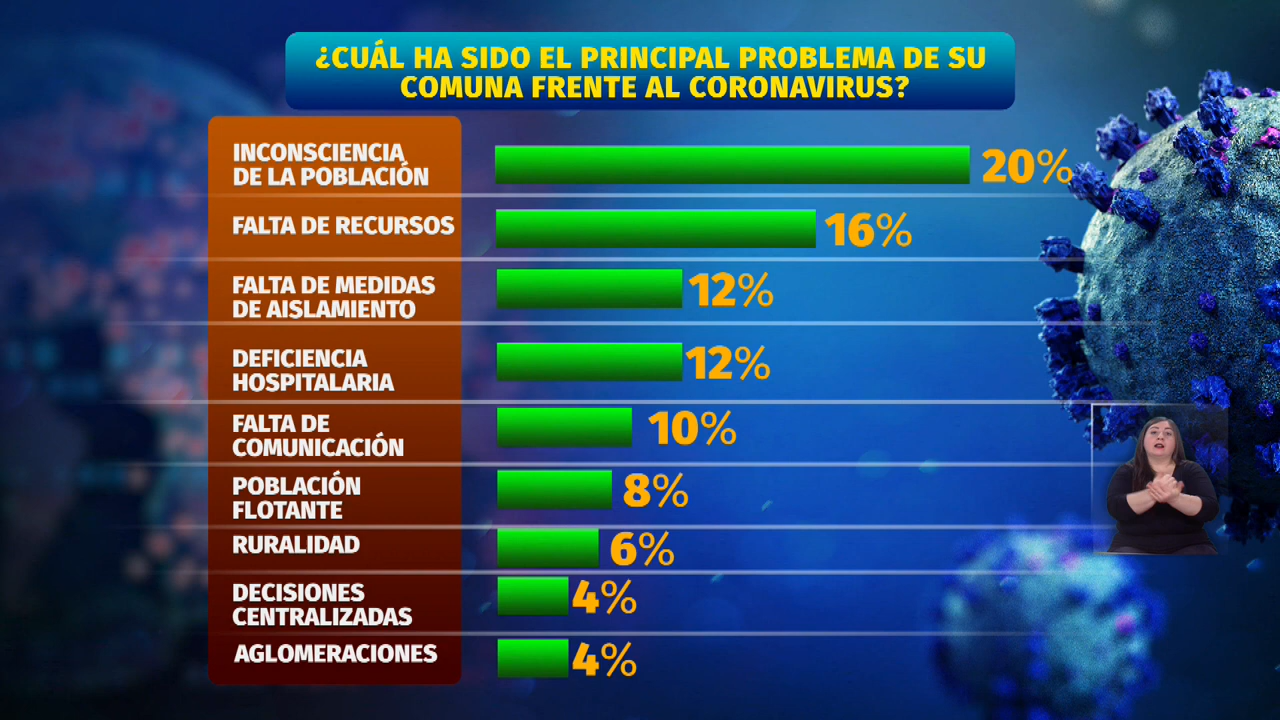 ¿CUÁL HA SIDO EL PRINCIPAL PROBLEMA DE SU
COMUNA FRENTE AL CORONAVIRUS?
INCONSCIENCIA
DE LA POBLACIÓN
20%
FALTA DE RECURSOS
16%
FALTA DE MEDIDAS
DE AISLAMIENTO
12%
DEFICIENCIA
HOSPITALARIA
12%
FALTA DE
COMUNICACIÓN
10%
POBLACIÓN
FLOTANTE
8%
RURALIDAD
6%
DECISIONES
CENTRALIZADAS
4%
AGLOMERACIONES
4%